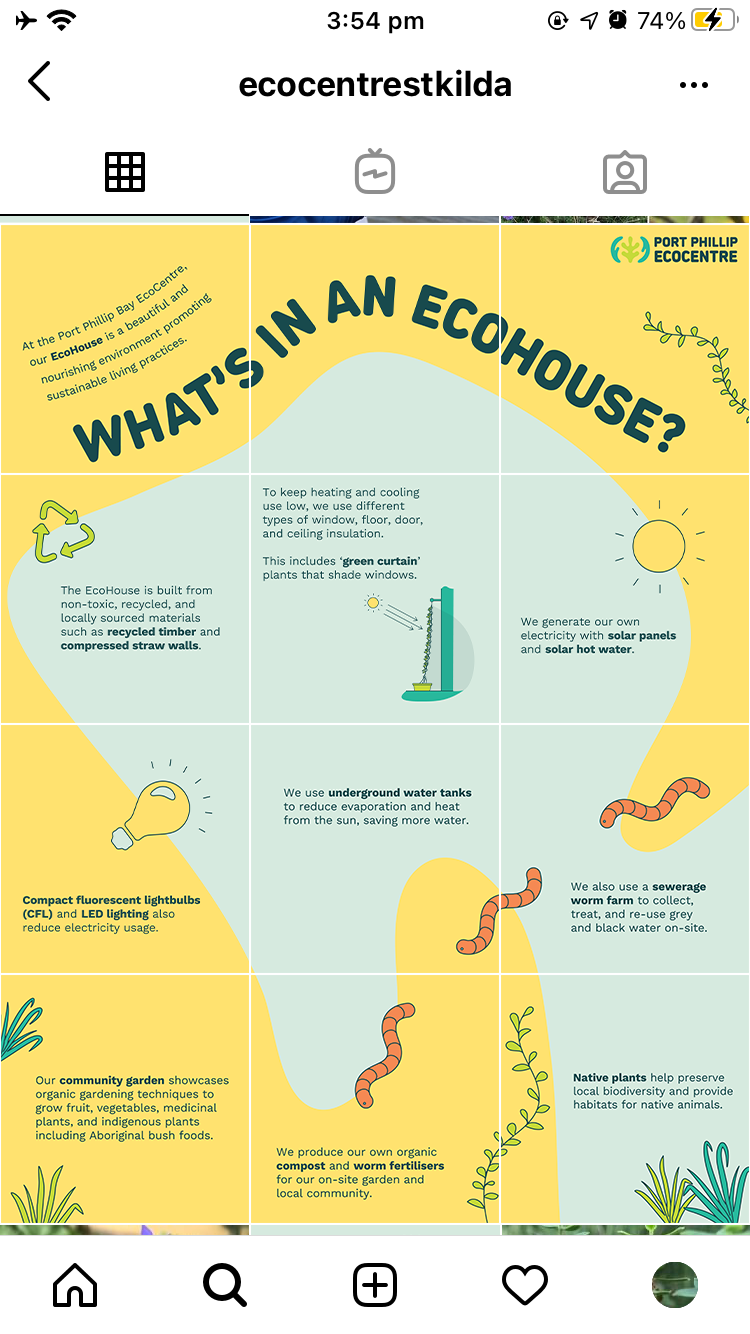 3:54 pm
74%
ecocentrestkilda
PORT PHILLIP
ECOCENTRE
At the Port Phillip Bay EcoCentre,
our EcoHouse is a beautiful and
nourishing environment promoting
sustainable living practices.
WHAT'S IN AN ECOHOUSE?
The EcoHouse is built from
non-toxic, recycled, and
locally sourced materials
such as recycled timber and
compressed straw walls.
To keep heating and cooling
use low, we use different
types of window, floor, door,
and ceiling insulation.
This includes ‘green curtain’
plants that shade windows.
We generate our own
electricity with solar panels
and solar hot water.
Compact fluorescent lightbulbs
(CFL) and LED lighting also
reduce electricity usage.
We use underground water tanks
to reduce evaporation and heat
from the sun, saving more water.
We also use a sewerage
worm farm to collect,
treat, and re-use grey
and black water on-site.
Our community garden showcases
organic gardening techniques to
grow fruit, vegetables, medicinal
plants, and indigenous plants
including Aboriginal bush foods.
We produce our own organic
compost and worm fertilisers
for our on-site garden and
local community.
Native plants help preserve
local biodiversity and provide
habitats for native animals.